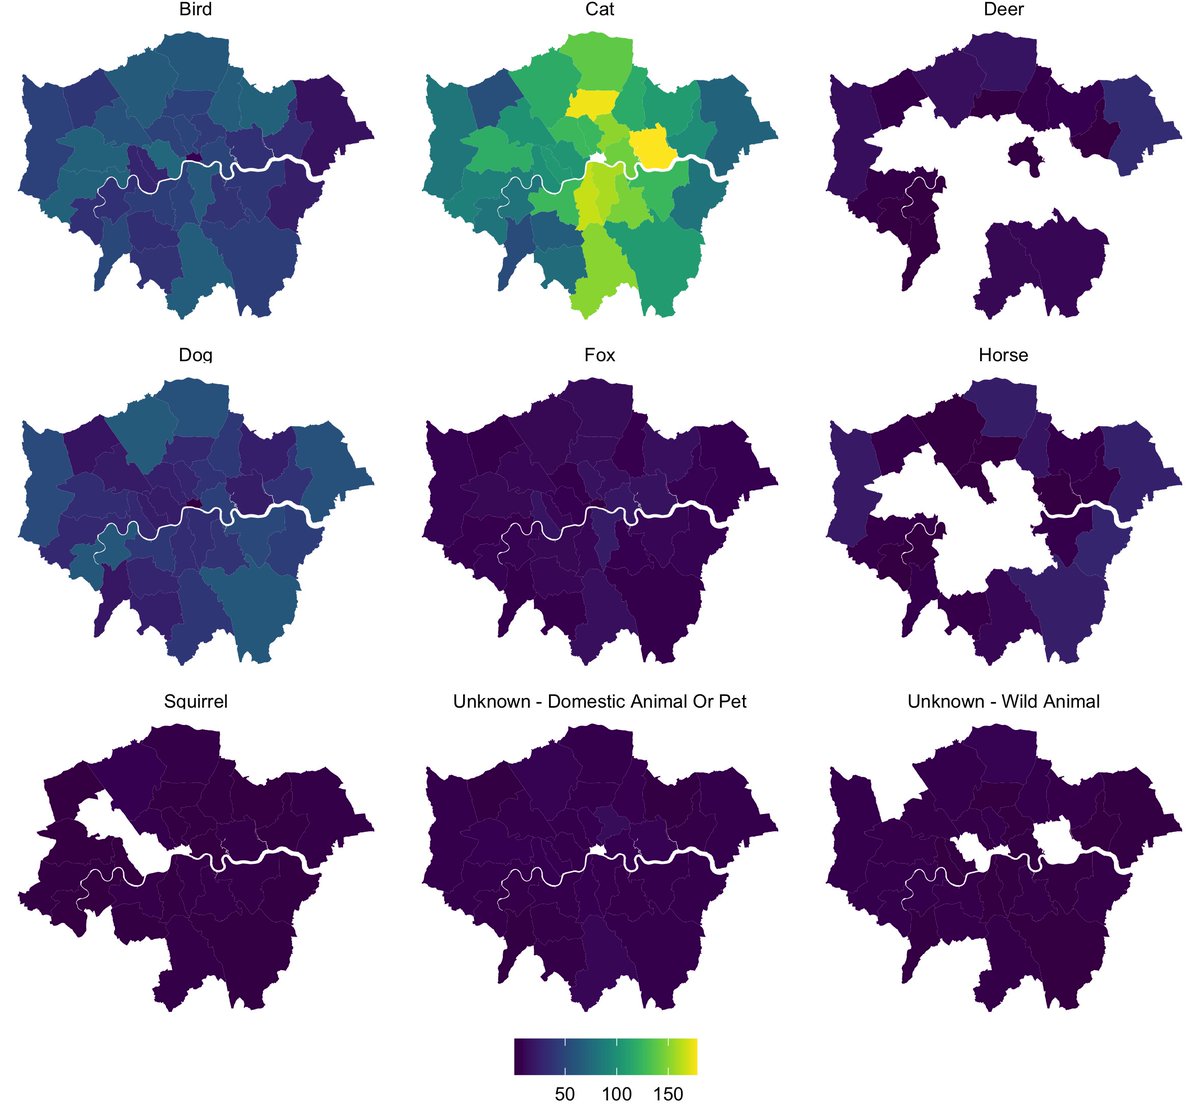 Bird
Cat
Deer
Dog
Fox
Horse
Squirrel
Unknown - Domestic Animal Or Pet
Unknown - Wild Animal
50 100 150